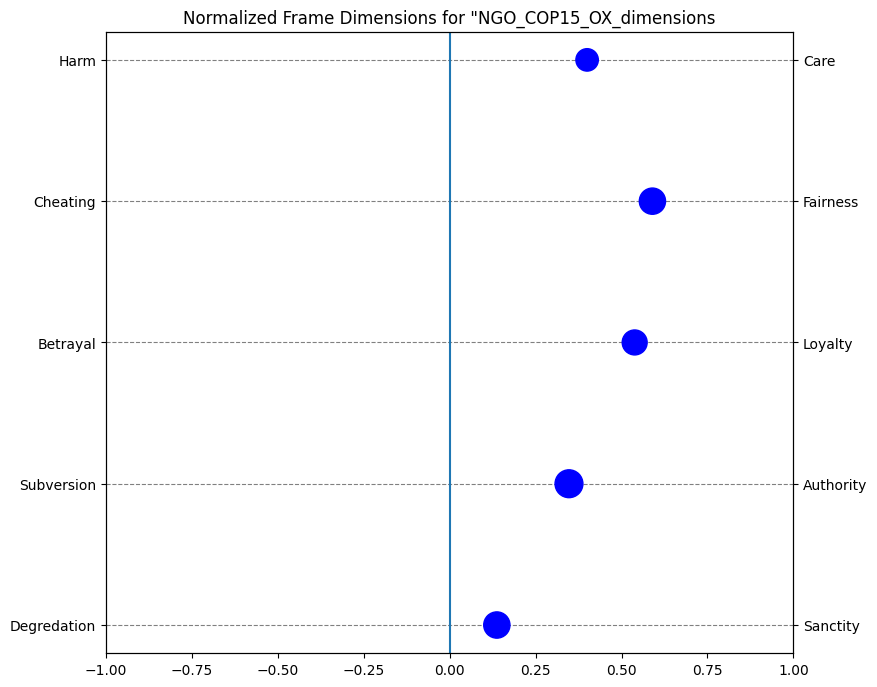 Normalized Frame Dimensions for "NGO_COP15_OX_dimensions
Harm
Care
Cheating
Fairness
Betrayal
Loyalty
Subversion
Authority
Degredation
Sanctity
−1.00 −0.75 −0.50 −0.25 0.00 0.25 0.50 0.75 1.00